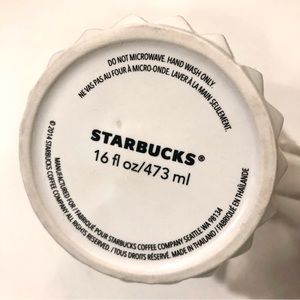 DO NOT MICROWAVE. HAND WASH ONLY.
NE VAS PAS AU FOUR À MICRO-ONDE. LAVER À LA MAIN SEULEMENT.
STARBUCKS®
16 fl oz/473 ml
© 2014 STARBUCKS COFFEE COMPANY. ALL RIGHTS RESERVED. / TOUS DROITS RÉSERVÉS. MADE IN THAILAND / FABRIQUÉ EN THAÏLANDE
MANUFACTURED FOR / FABRIQUÉ POUR STARBUCKS COFFEE COMPANY SEATTLE WA 98134